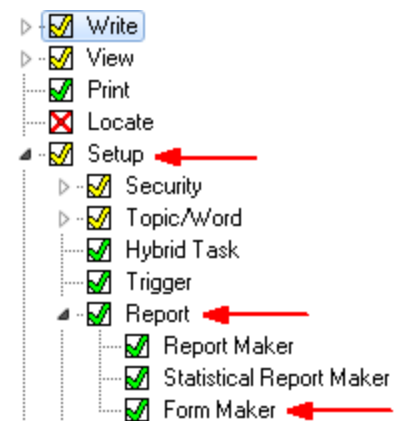 Write
View
Print
Locate
Setup
Security
Topic/Word
Hybrid Task
Trigger
Report
Report Maker
Statistical Report Maker
Form Maker